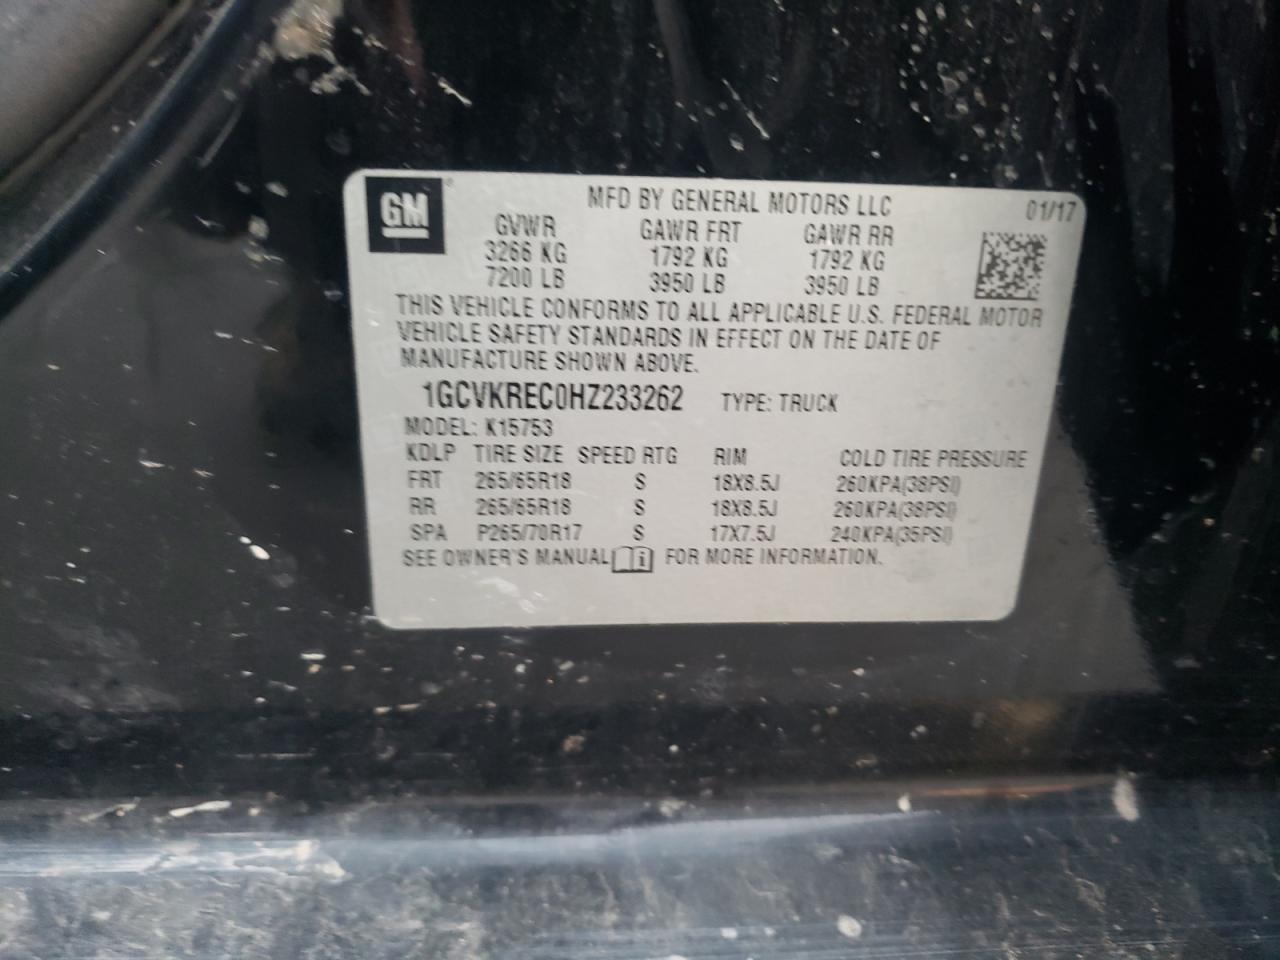 GM
MFD BY GENERAL MOTORS LLC 01/17
GVWR GAWR FRT GAWR RR
3266 KG 1792 KG 1792 KG
7200 LB 3950 LB 3950 LB
THIS VEHICLE CONFORMS TO ALL APPLICABLE U.S. FEDERAL MOTOR
VEHICLE SAFETY STANDARDS IN EFFECT ON THE DATE OF
MANUFACTURE SHOWN ABOVE.
1GCVKREC0HZ233262 TYPE: TRUCK
MODEL: K15753
KDLP TIRE SIZE SPEED RTG RIM COLD TIRE PRESSURE
FRT 265/65R18 S 18X8.5J 260KPA(38PSI)
RR 265/65R18 S 18X8.5J 260KPA(38PSI)
SPA P265/70R17 S 17X7.5J 240KPA(35PSI)
SEE OWNER'S MANUAL FOR MORE INFORMATION.